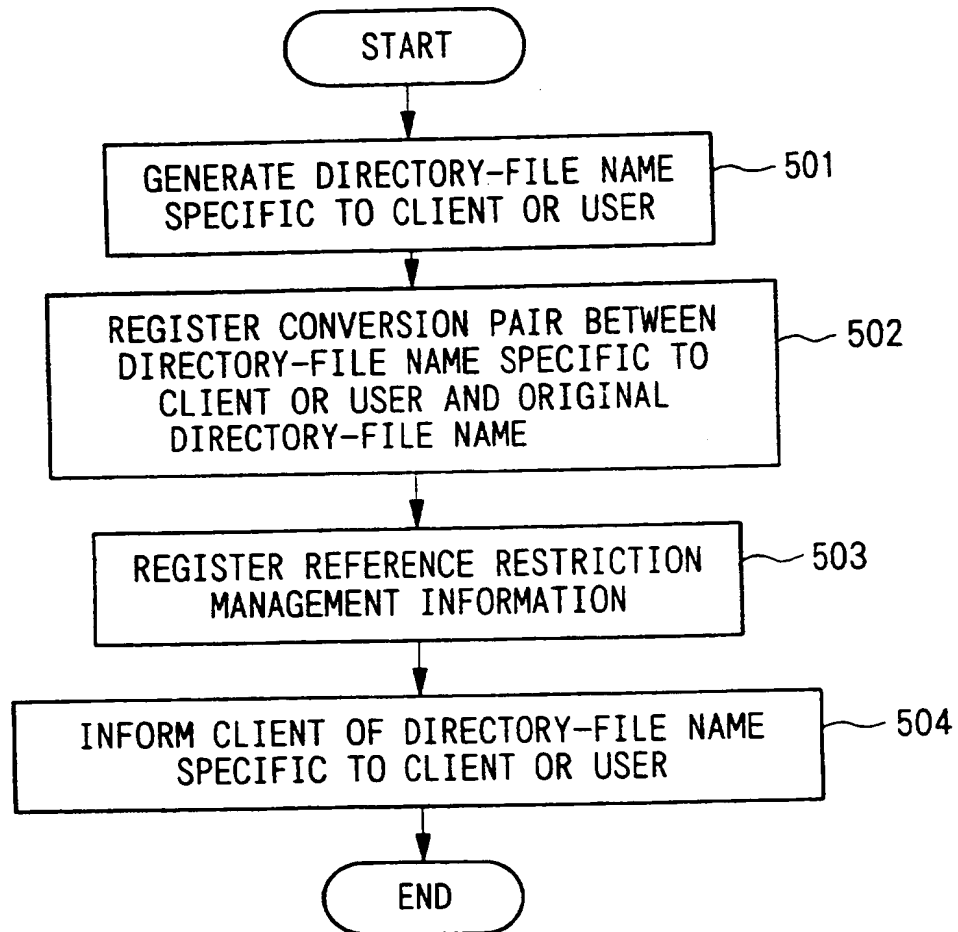 START
GENERATE DIRECTORY-FILE NAME
SPECIFIC TO CLIENT OR USER
501
REGISTER CONVERSION PAIR BETWEEN
DIRECTORY-FILE NAME SPECIFIC TO
CLIENT OR USER AND ORIGINAL
DIRECTORY-FILE NAME
502
REGISTER REFERENCE RESTRICTION
MANAGEMENT INFORMATION
503
INFORM CLIENT OF DIRECTORY-FILE NAME
SPECIFIC TO CLIENT OR USER
504
END